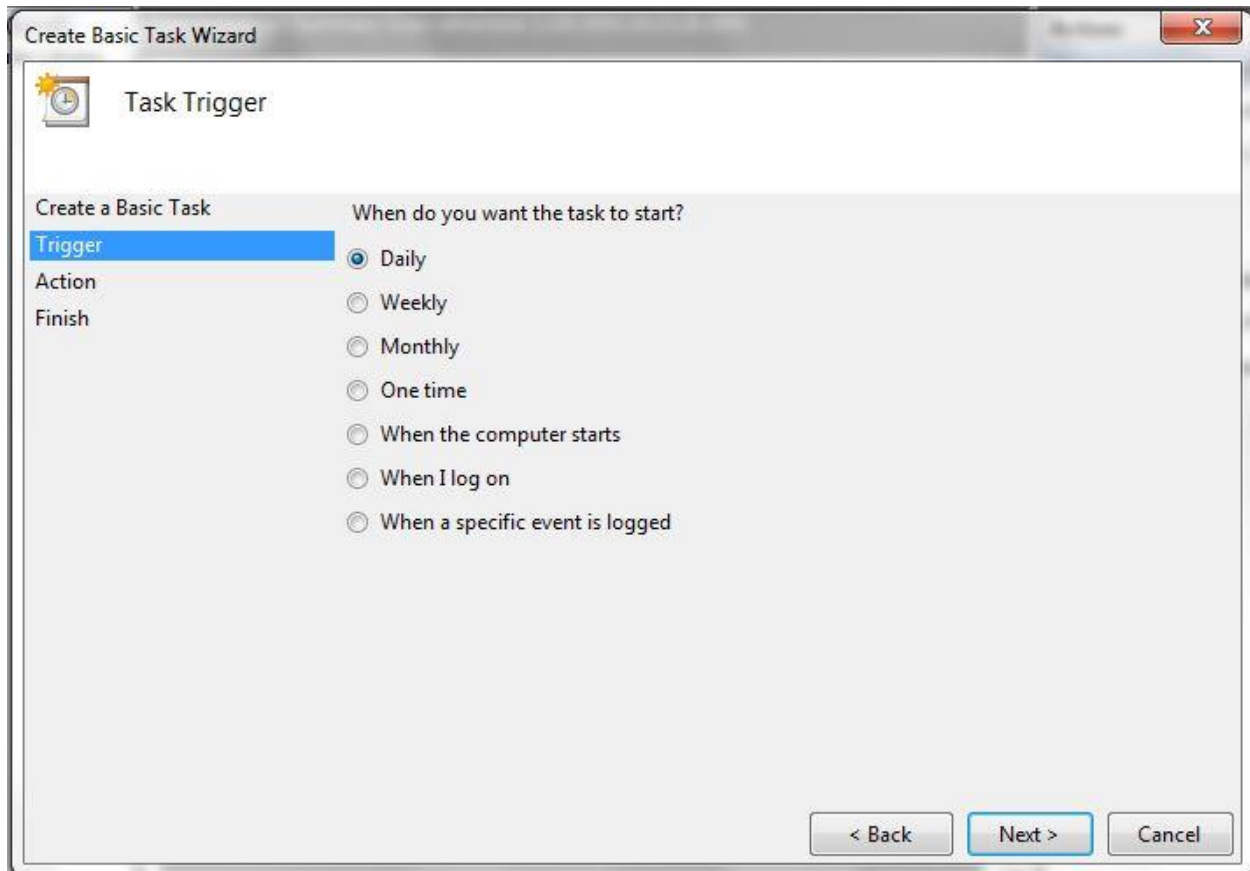 Create Basic Task Wizard
Task Trigger
Create a Basic Task
Trigger
Action
Finish
When do you want the task to start?
Daily
Weekly
Monthly
One time
When the computer starts
When I log on
When a specific event is logged
< Back
Next >
Cancel